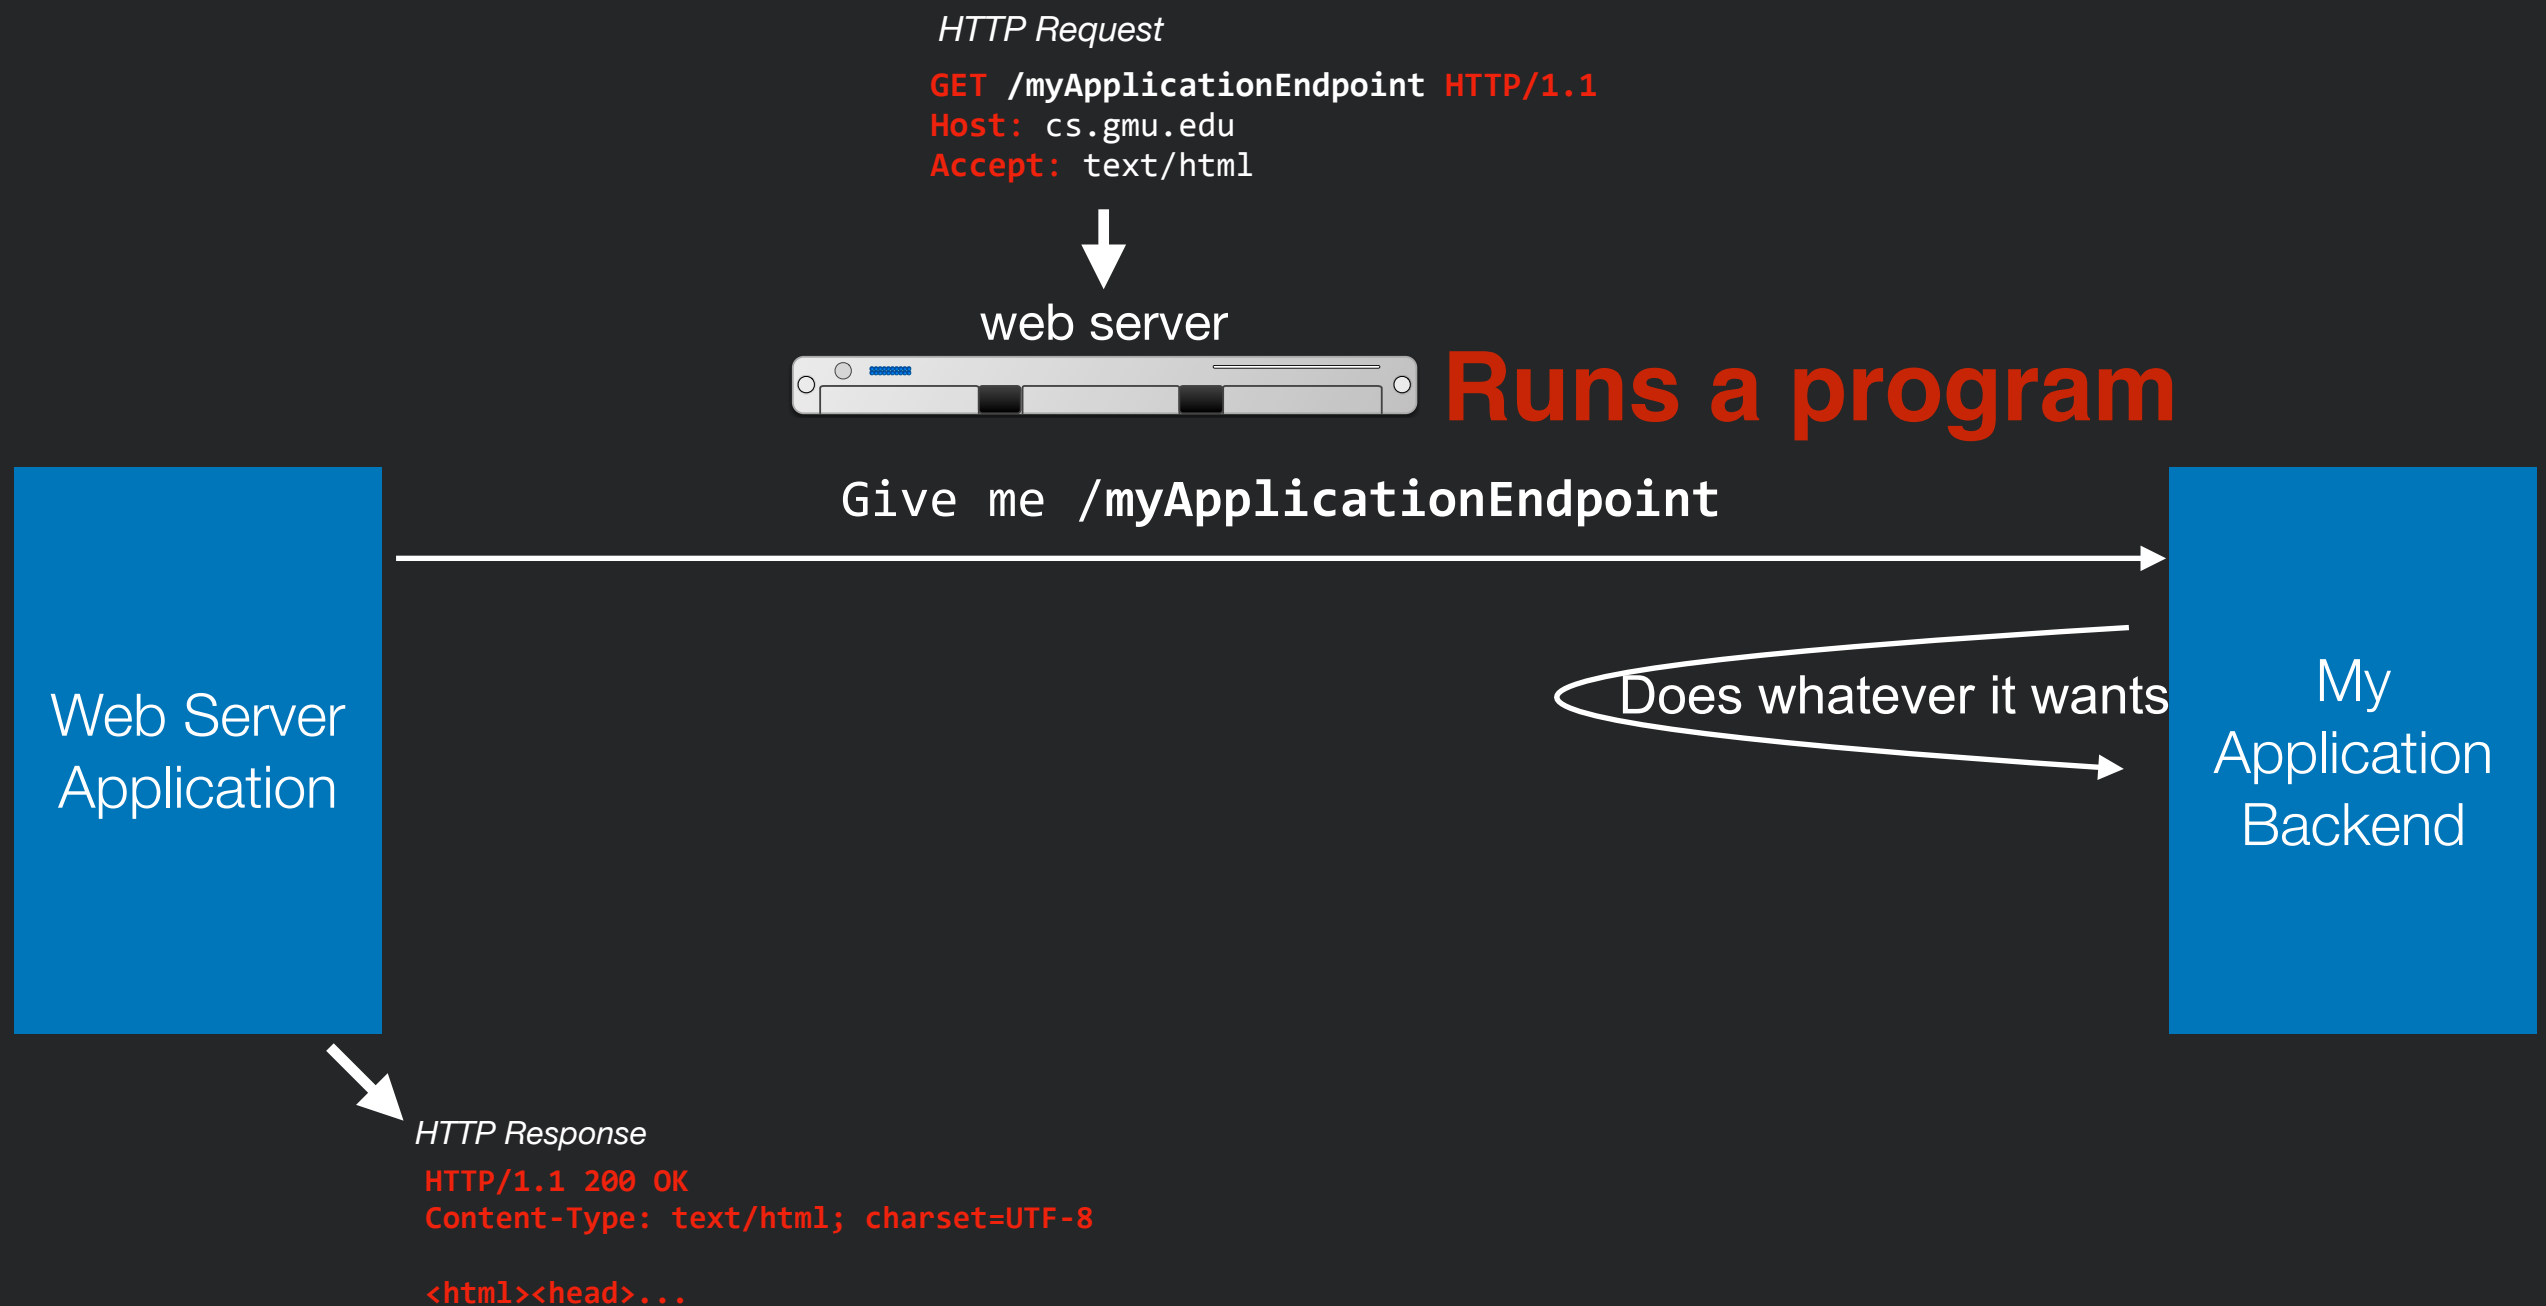 HTTP Request
GET /myApplicationEndpoint HTTP/1.1
Host: cs.gmu.edu
Accept: text/html
web server
Runs a program
Give me /myApplicationEndpoint
Does whatever it wants
Web Server
Application
My
Application
Backend
HTTP Response
HTTP/1.1 200 OK
Content-Type: text/html; charset=UTF-8
<html><head>...